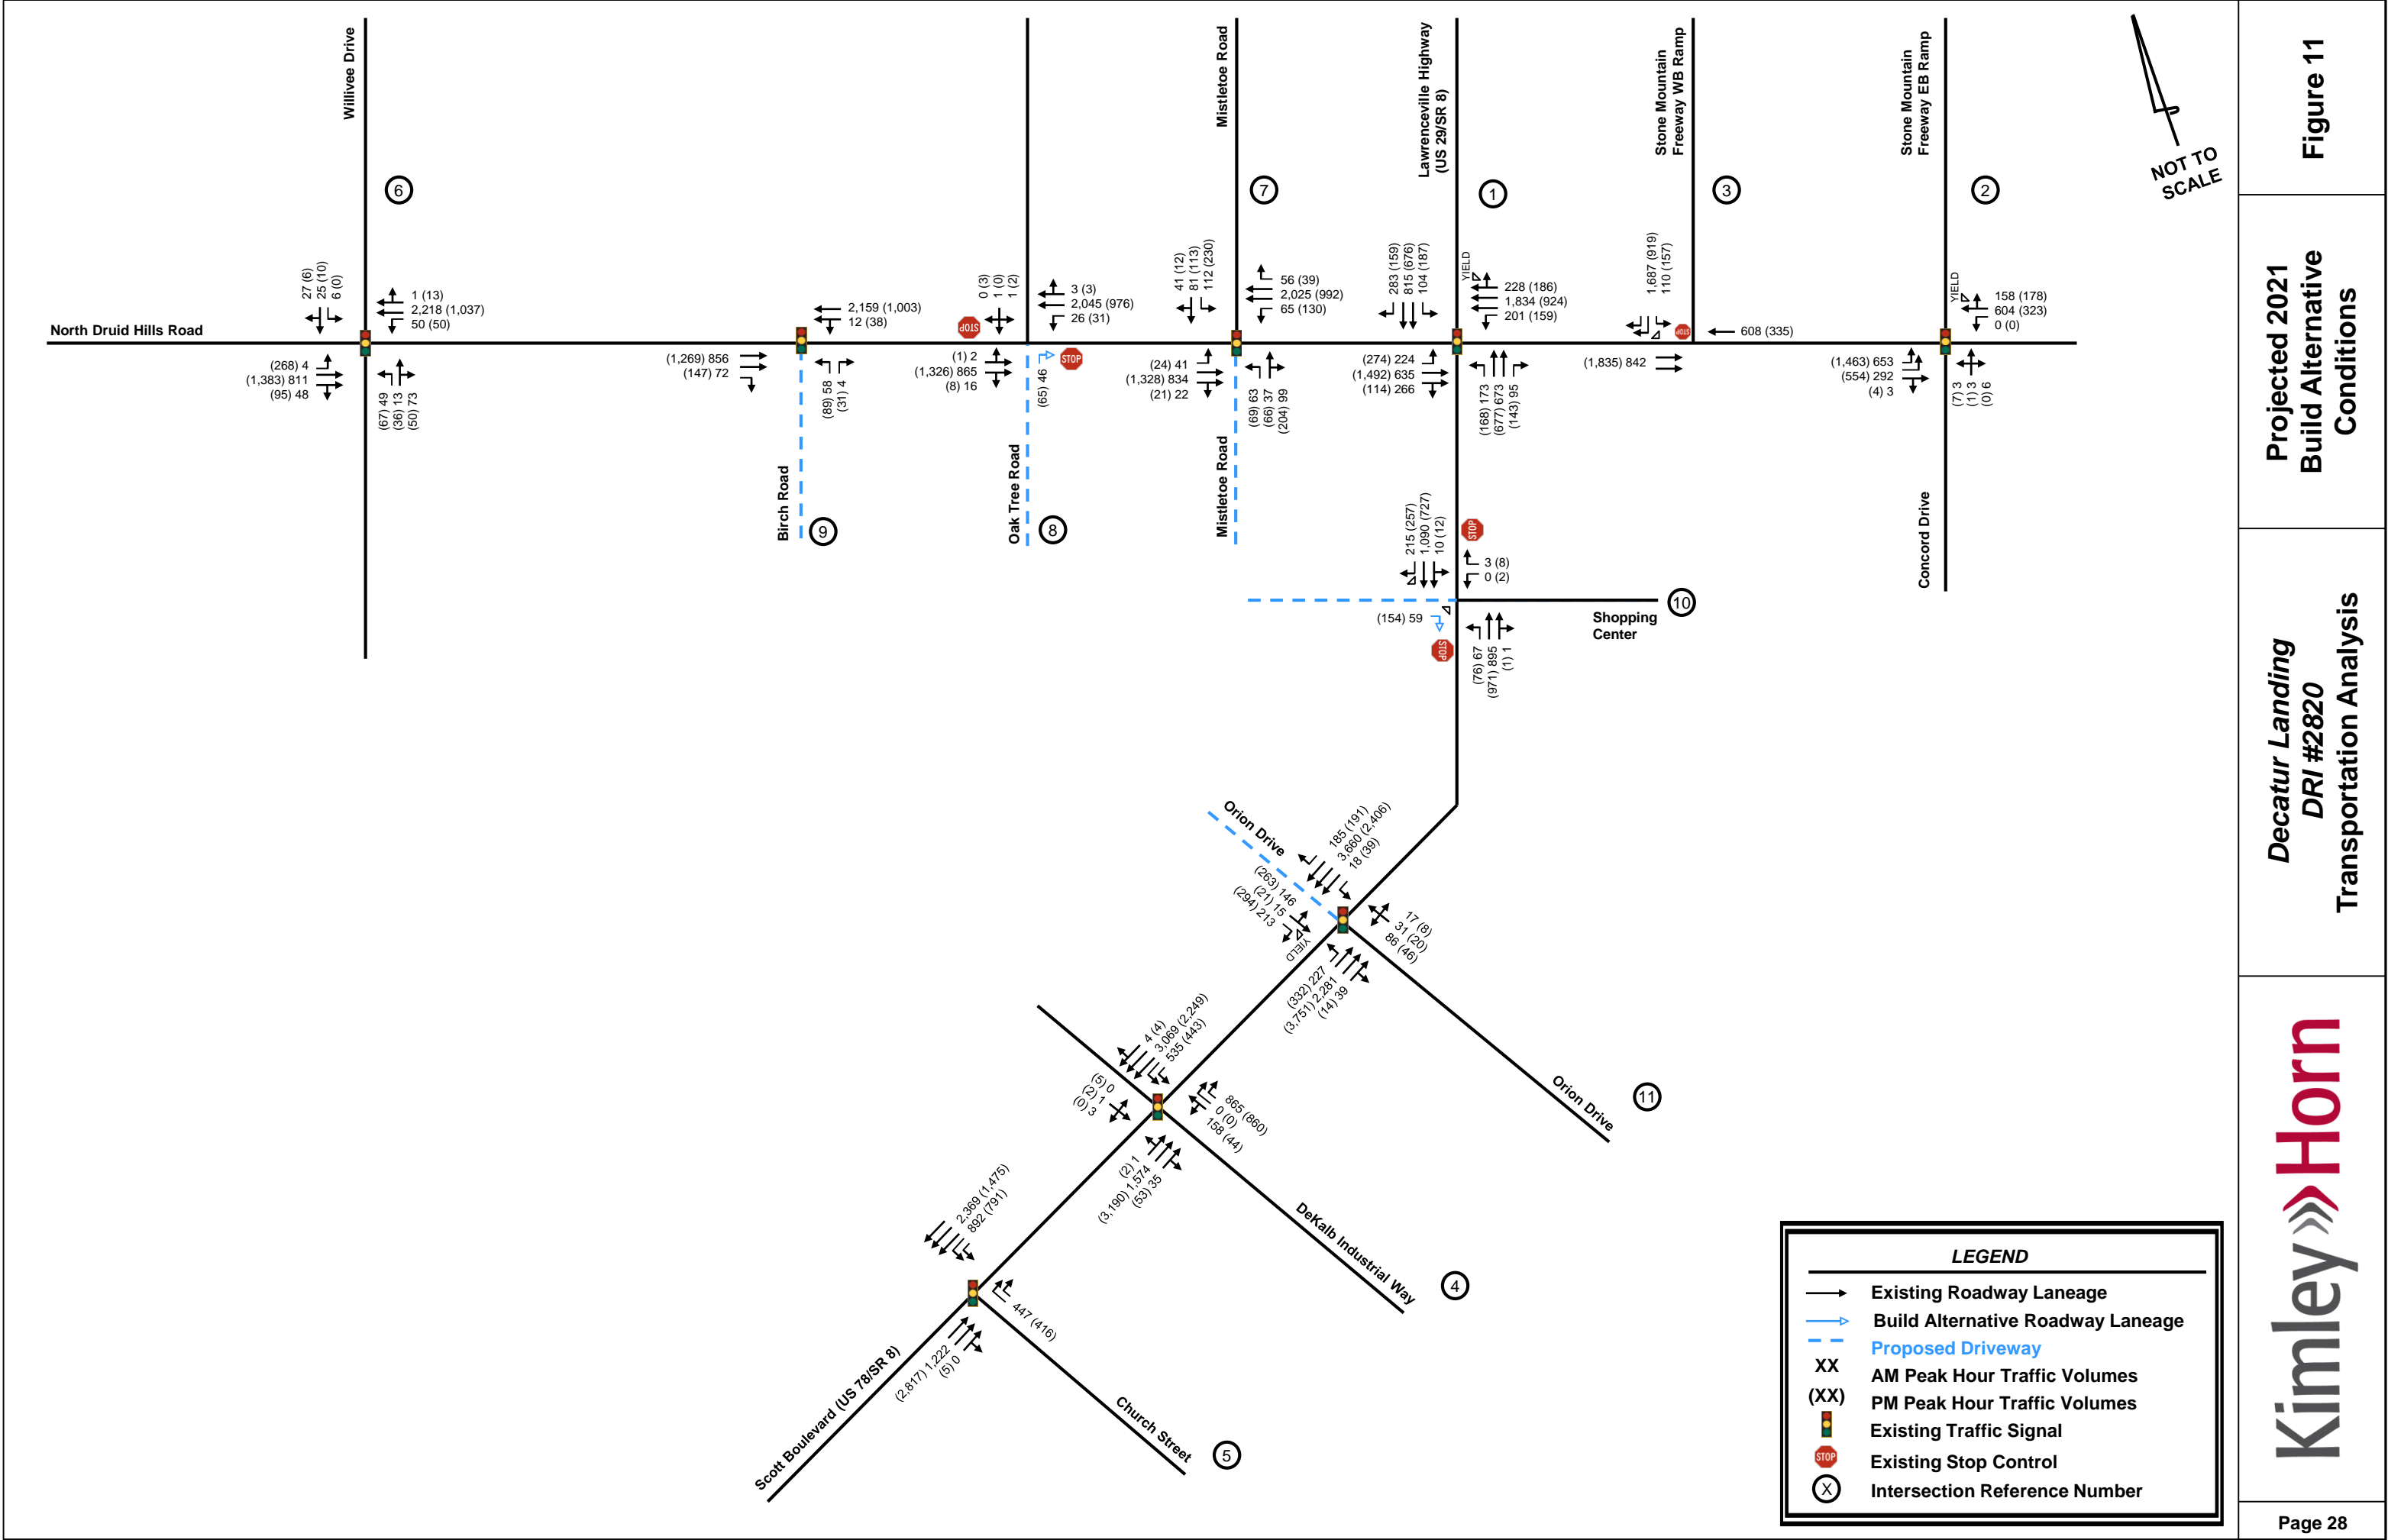 Willivee Drive
6
27 (6)
25 (10)
6 (0)
1 (13)
2,218 (1,037)
50 (50)
North Druid Hills Road
(268) 4
(1,383) 811
(95) 48
(67) 49
(36) 13
(50) 73
2,159 (1,003)
12 (38)
(1,269) 856
(147) 72
(89) 58
(31) 4
Birch Road
9
STOP
0 (3)
1 (0)
1 (2)
3 (3)
2,045 (976)
26 (31)
(1) 2
(1,326) 865
(8) 16
(65) 46
STOP
Oak Tree Road
8
Mistletoe Road
7
41 (12)
81 (113)
112 (230)
56 (39)
2,025 (992)
65 (130)
(24) 41
(1,328) 834
(21) 22
(69) 63
(66) 37
(204) 99
Mistletoe Road
Lawrenceville Highway
(US 29/SR 8)
1
283 (159)
815 (676)
104 (187)
YIELD
228 (186)
1,834 (924)
201 (159)
(274) 224
(1,492) 635
(114) 266
(168) 173
(677) 673
(143) 95
Stone Mountain
Freeway WB Ramp
3
1,687 (919)
110 (157)
STOP
608 (335)
(1,835) 842
Stone Mountain
Freeway EB Ramp
2
YIELD
158 (178)
604 (323)
0 (0)
(1,463) 653
(554) 292
(4) 3
(7) 3
(1) 3
(0) 6
Concord Drive
NOT TO
SCALE
215 (257)
1,090 (727)
10 (12)
STOP
3 (8)
0 (2)
10
Shopping
Center
(154) 59
STOP
(76) 67
(971) 895
(1) 1
Orion Drive
185 (191)
3,660 (2,406)
18 (39)
(263) 146
(21) 15
(294) 213
YIELD
17 (8)
31 (20)
86 (46)
(332) 227
(3,751) 2,281
(14) 39
Orion Drive
11
4 (4)
3,069 (2,249)
535 (443)
(5) 0
(2) 1
(0) 3
865 (860)
0 (0)
158 (44)
(2) 1
(3,190) 1,574
(53) 35
DeKalb Industrial Way
4
2,369 (1,475)
892 (791)
447 (416)
(2,817) 1,222
(5) 0
Scott Boulevard (US 78/SR 8)
Church Street
5
LEGEND
Existing Roadway Laneage
Build Alternative Roadway Laneage
Proposed Driveway
XX AM Peak Hour Traffic Volumes
(XX) PM Peak Hour Traffic Volumes
Existing Traffic Signal
STOP Existing Stop Control
X Intersection Reference Number
Figure 11
Projected 2021
Build Alternative
Conditions
Decatur Landing
DRI #2820
Transportation Analysis
Kimley»Horn
Page 28